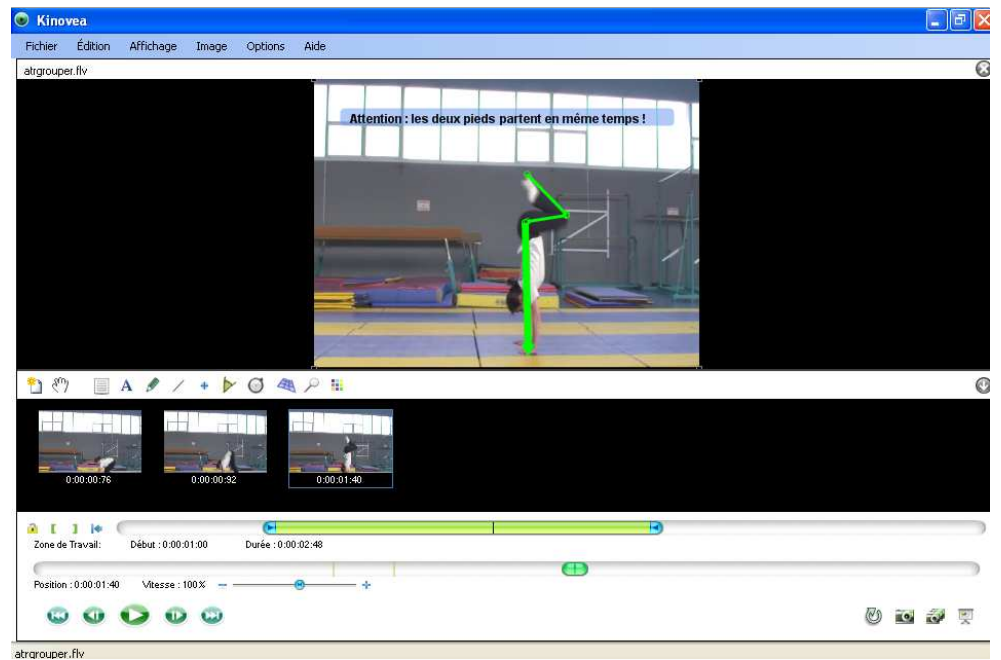 Kinovea
Fichier Édition Affichage Image Options Aide
atrgrouper.flv
Attention : les deux pieds partent en même temps !
A
0:00:00:76 0:00:00:92 0:00:01:40
Zone de Travail: Début : 0:00:01:00 Durée : 0:00:02:48
Position : 0:00:01:40 Vitesse : 100%
atrgrouper.flv